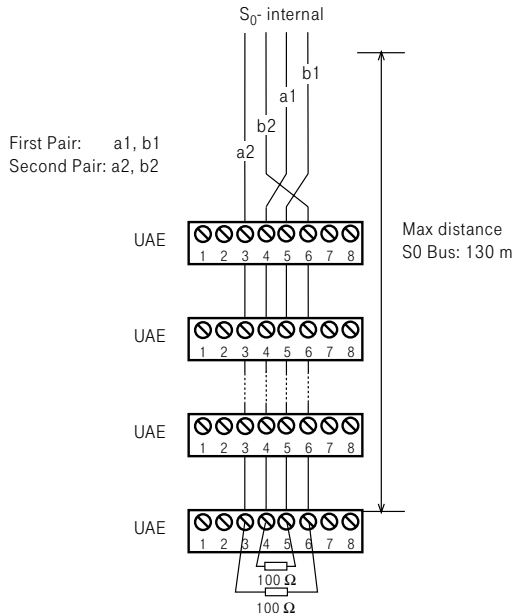 S0- internal
b1
a1
b2
a2
First Pair: a1, b1
Second Pair: a2, b2
UAE
1 2 3 4 5 6 7 8
Max distance
S0 Bus: 130 m
UAE
1 2 3 4 5 6 7 8
UAE
1 2 3 4 5 6 7 8
UAE
1 2 3 4 5 6 7 8
100 Ω
100 Ω